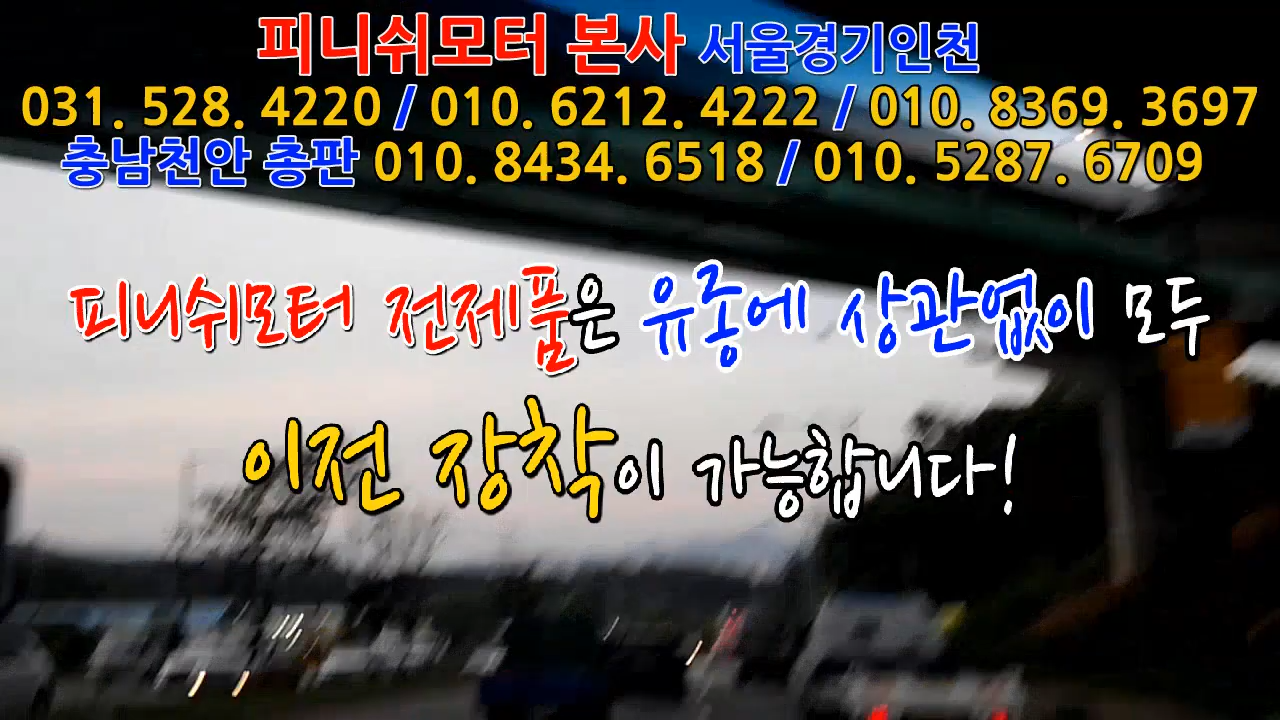 피니쉬모터 본사 서울경기인천
031. 528. 4220 / 010. 6212. 4222 / 010. 8369. 3697
충남천안 총판 010. 8434. 6518 / 010. 5287. 6709
피니쉬모터 전제품은 유종에 상관없이 모두
이전 장착이 가능합니다!